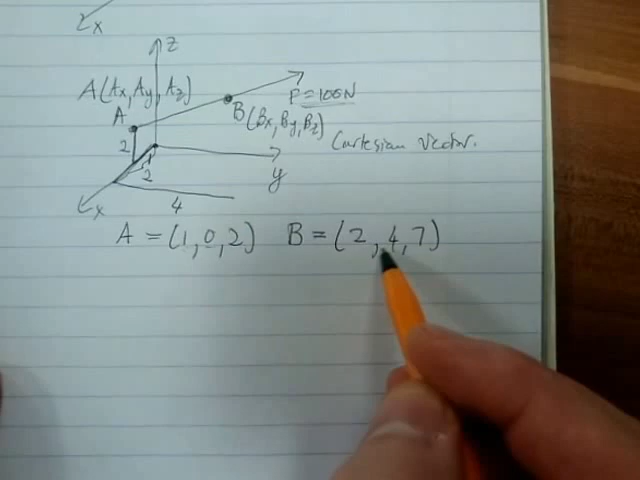 x
z
A(Ax, Ay, Az)
A
F=100N
B(Bx, By, Bz)
Cartesian Vector.
2
1
2
y
x
4
A = (1,0,2) B = (2,4,7)